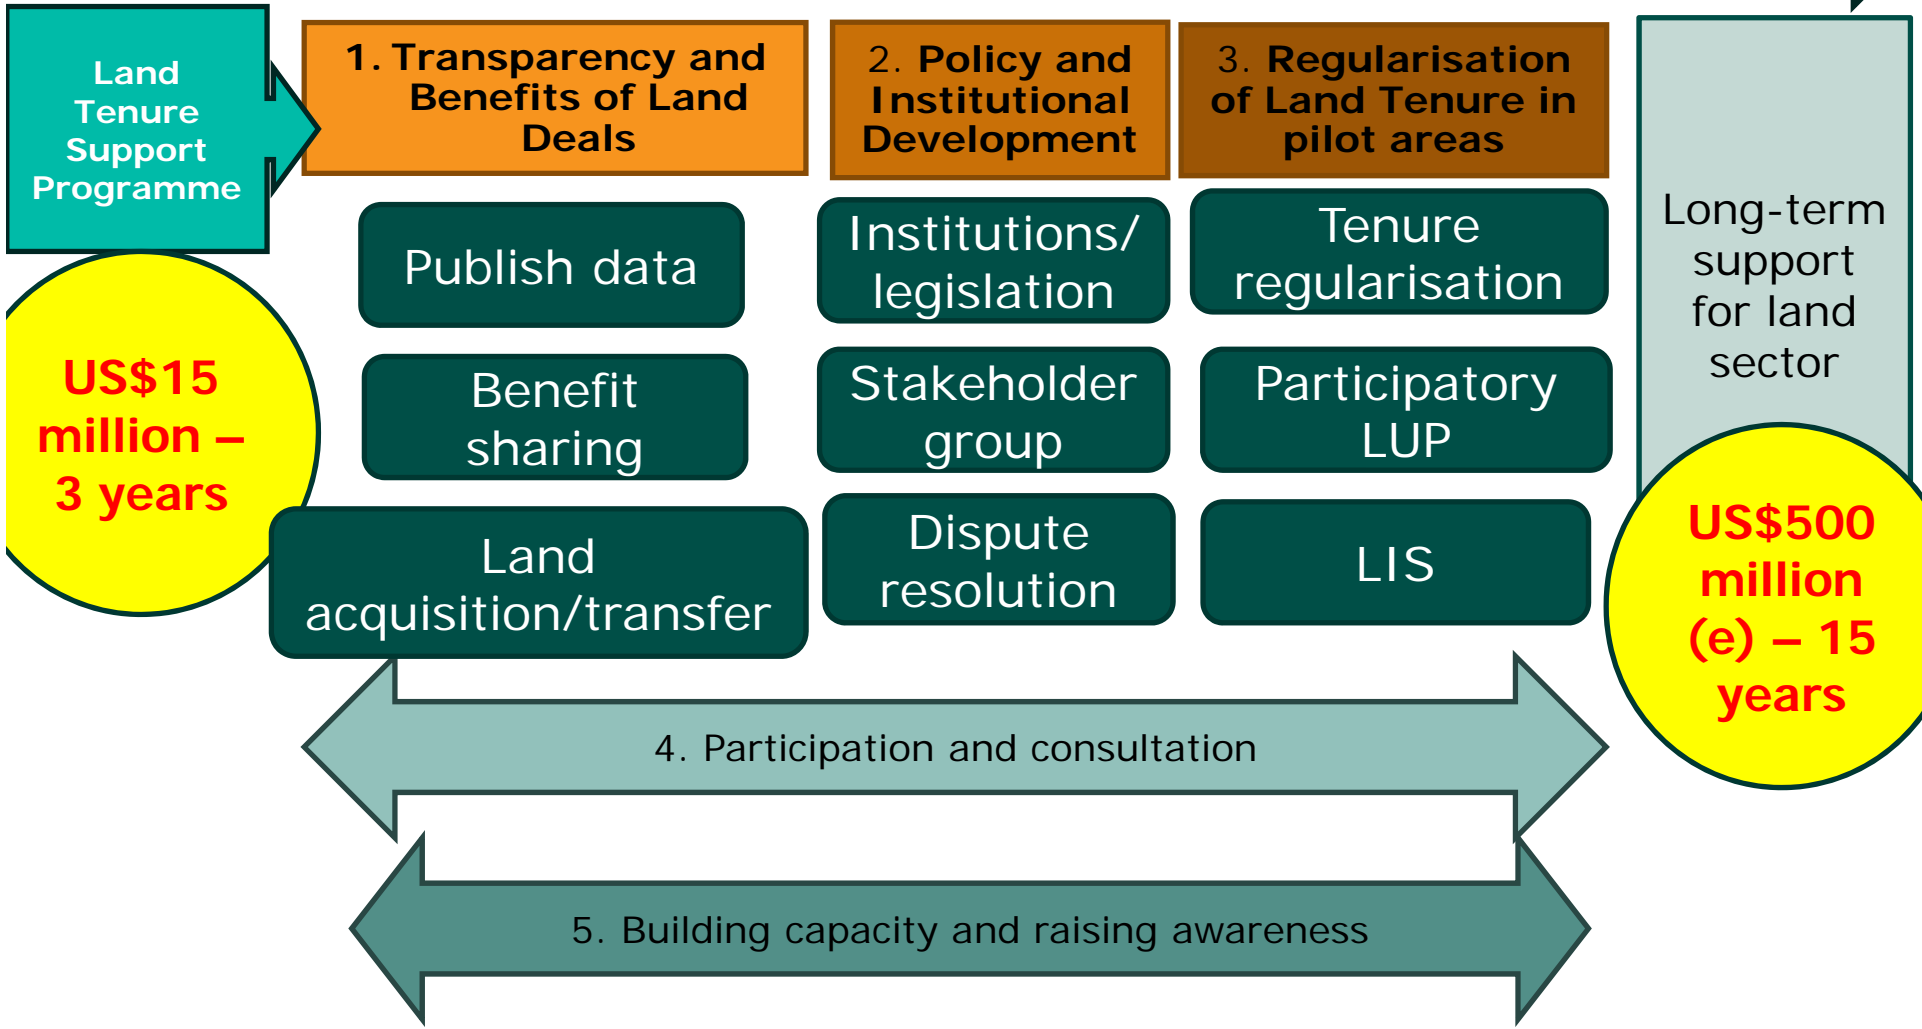 Land
Tenure
Support
Programme
US$15
million –
3 years
1. Transparency and
Benefits of Land
Deals
Publish data
Benefit
sharing
Land
acquisition/transfer
2. Policy and
Institutional
Development
Institutions/
legislation
Stakeholder
group
Dispute
resolution
3. Regularisation
of Land Tenure in
pilot areas
Tenure
regularisation
Participatory
LUP
LIS
Long-term
support
for land
sector
US$500
million
(e) – 15
years
4. Participation and consultation
5. Building capacity and raising awareness